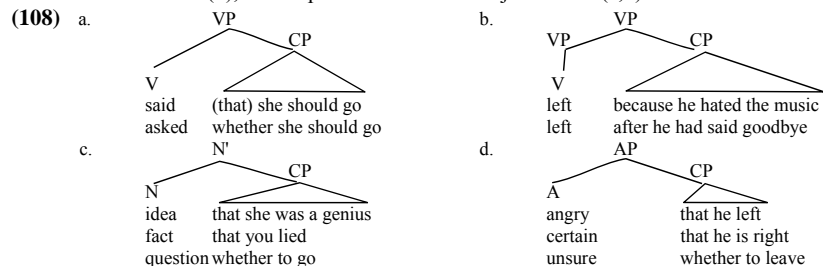 (108) a. VP b. VP
CP VP CP
V V
said (that) she should go left because he hated the music
asked whether she should go left after he had said goodbye
c. N' d. AP
CP CP
N A
idea that she was a genius angry that he left
fact that you lied certain that he is right
question whether to go unsure whether to leave